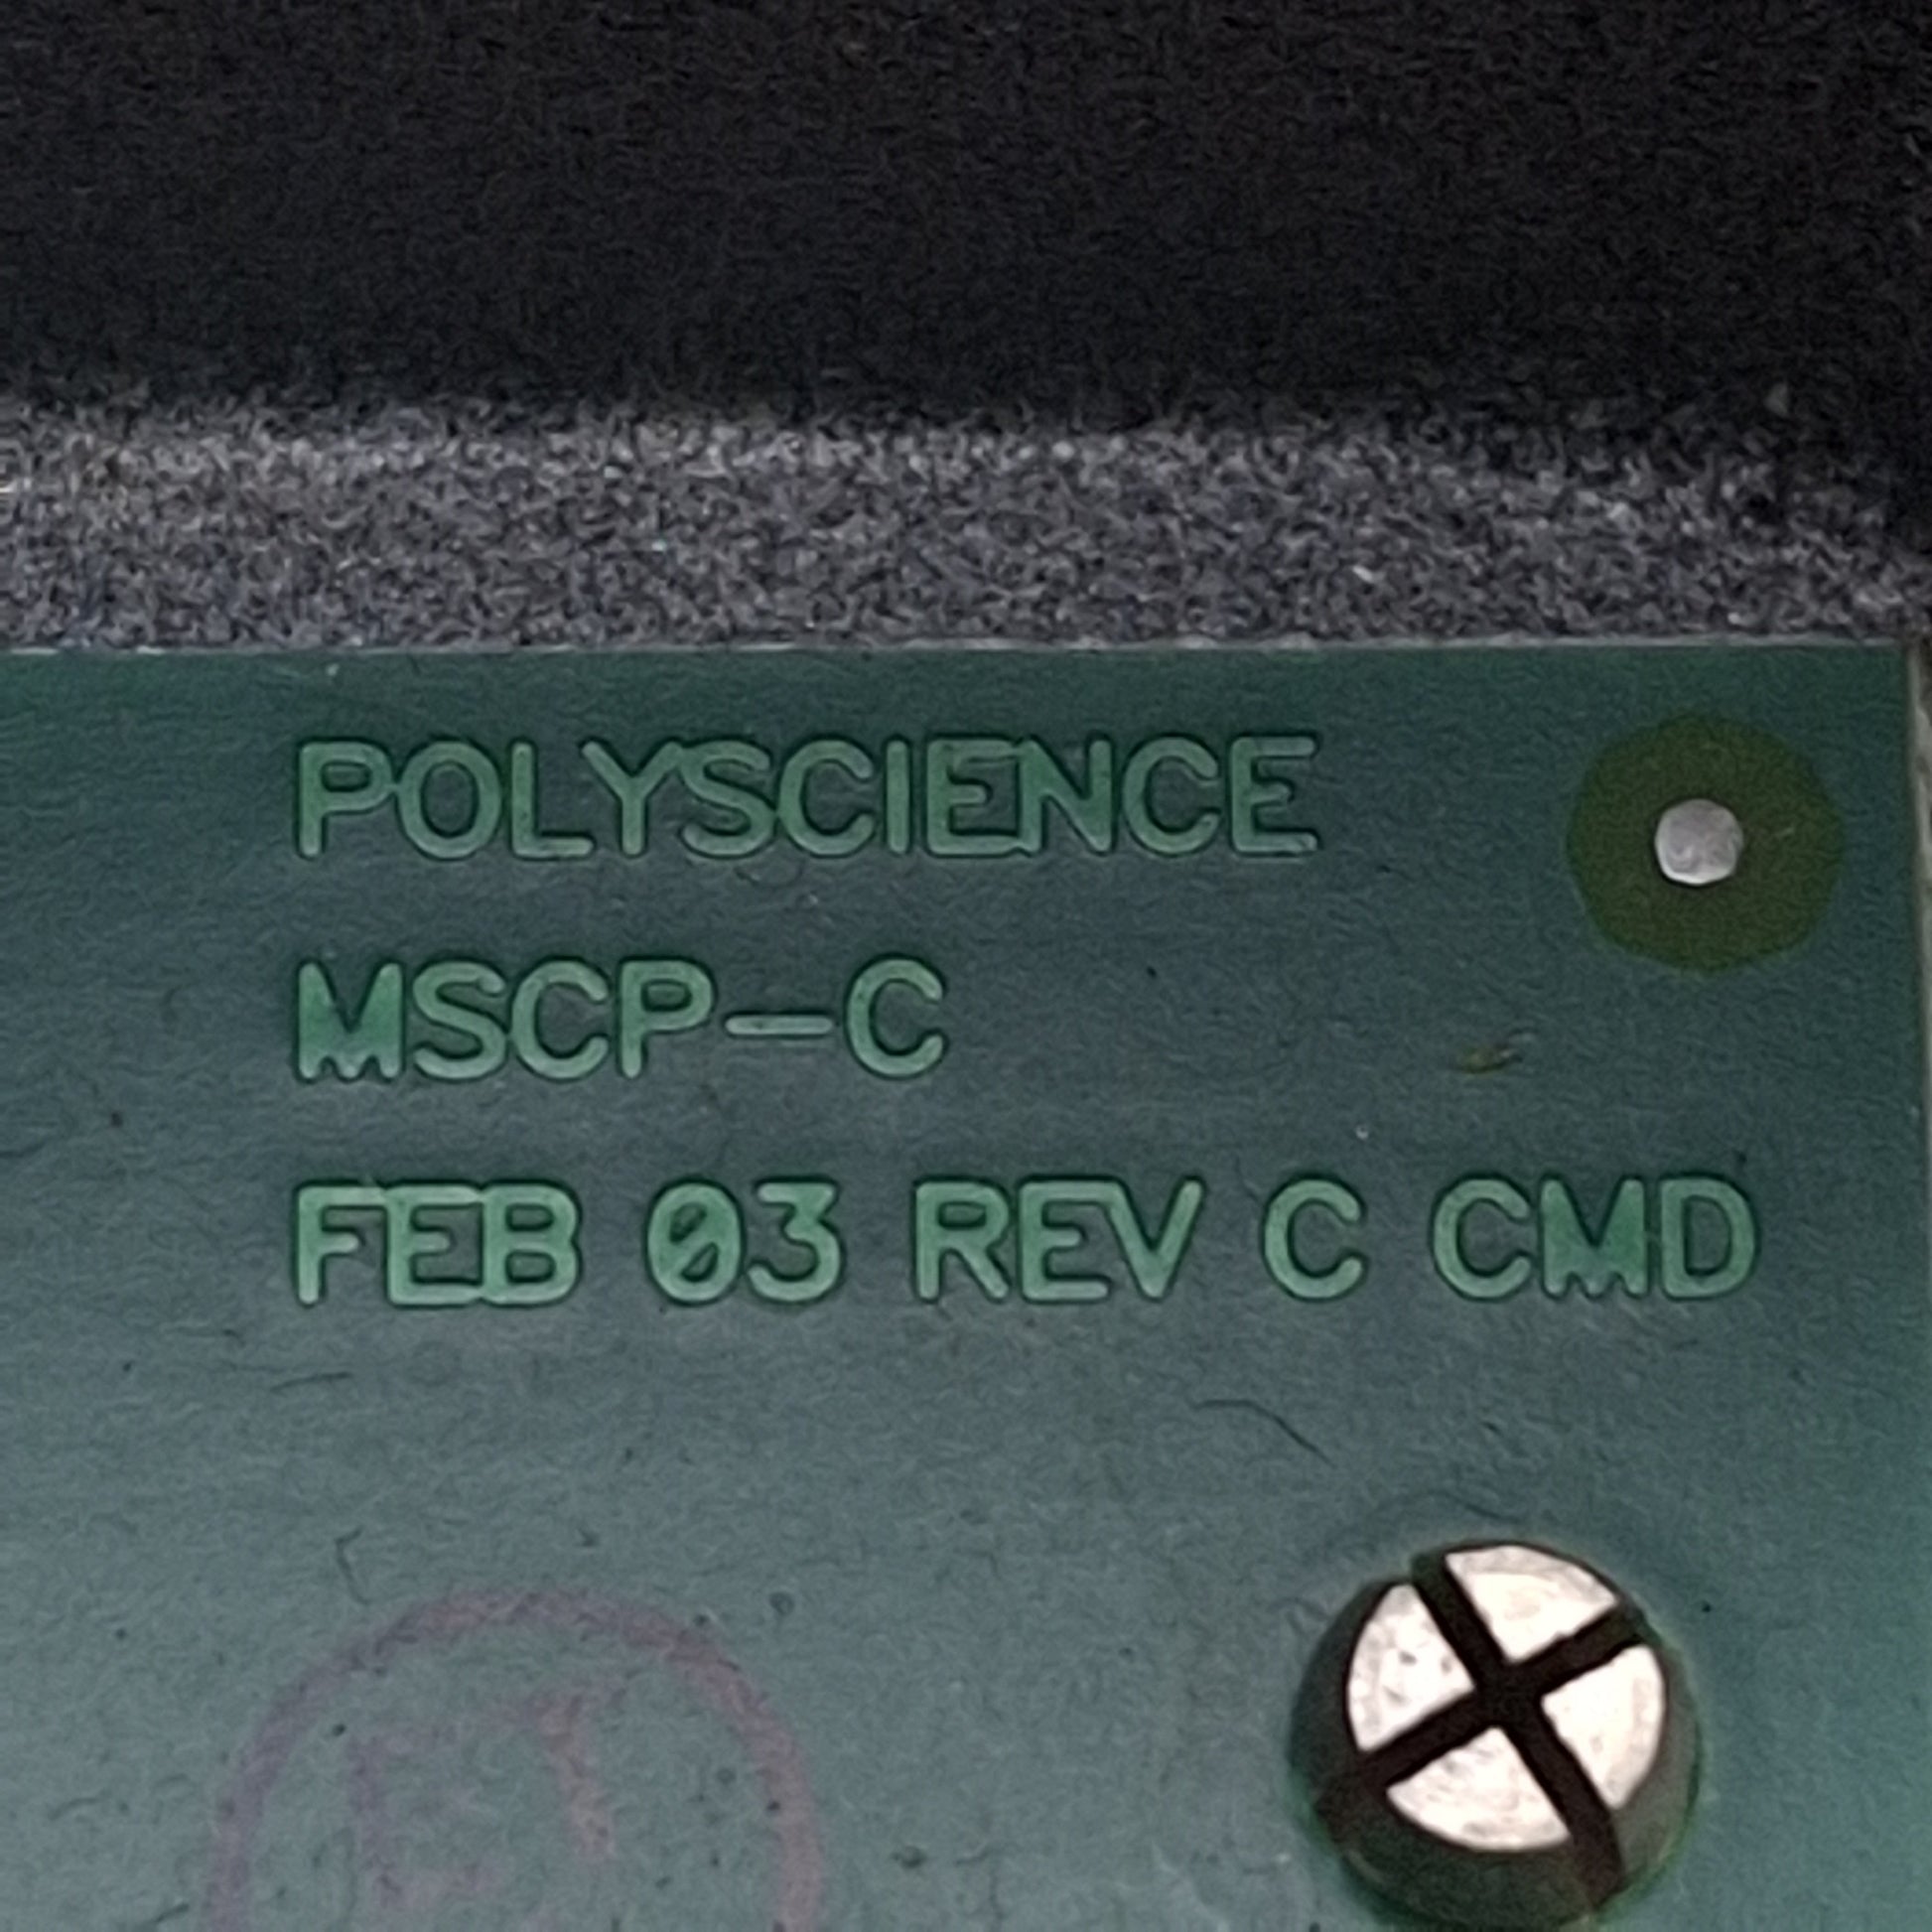 POLYSCIENCE
MSCP-C
FEB 03 REV C CMD